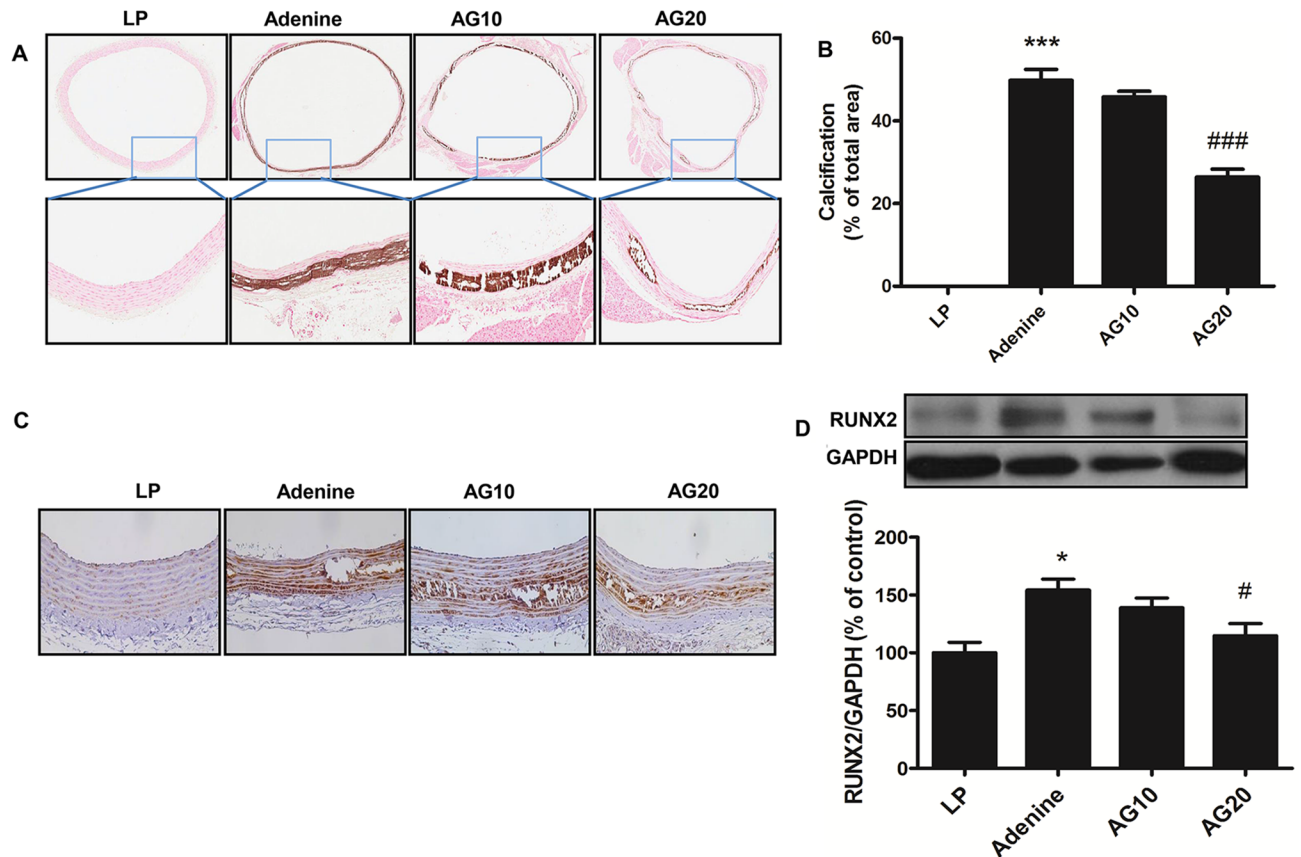 A
LP Adenine AG10 AG20
B
Calcification
(% of total area)
60
40
20
0
***
###
LP Adenine AG10 AG20
C
LP Adenine AG10 AG20
D
RUNX2
GAPDH
RUNX2/GAPDH (% of control)
200
150
100
50
0
*
#
LP Adenine AG10 AG20